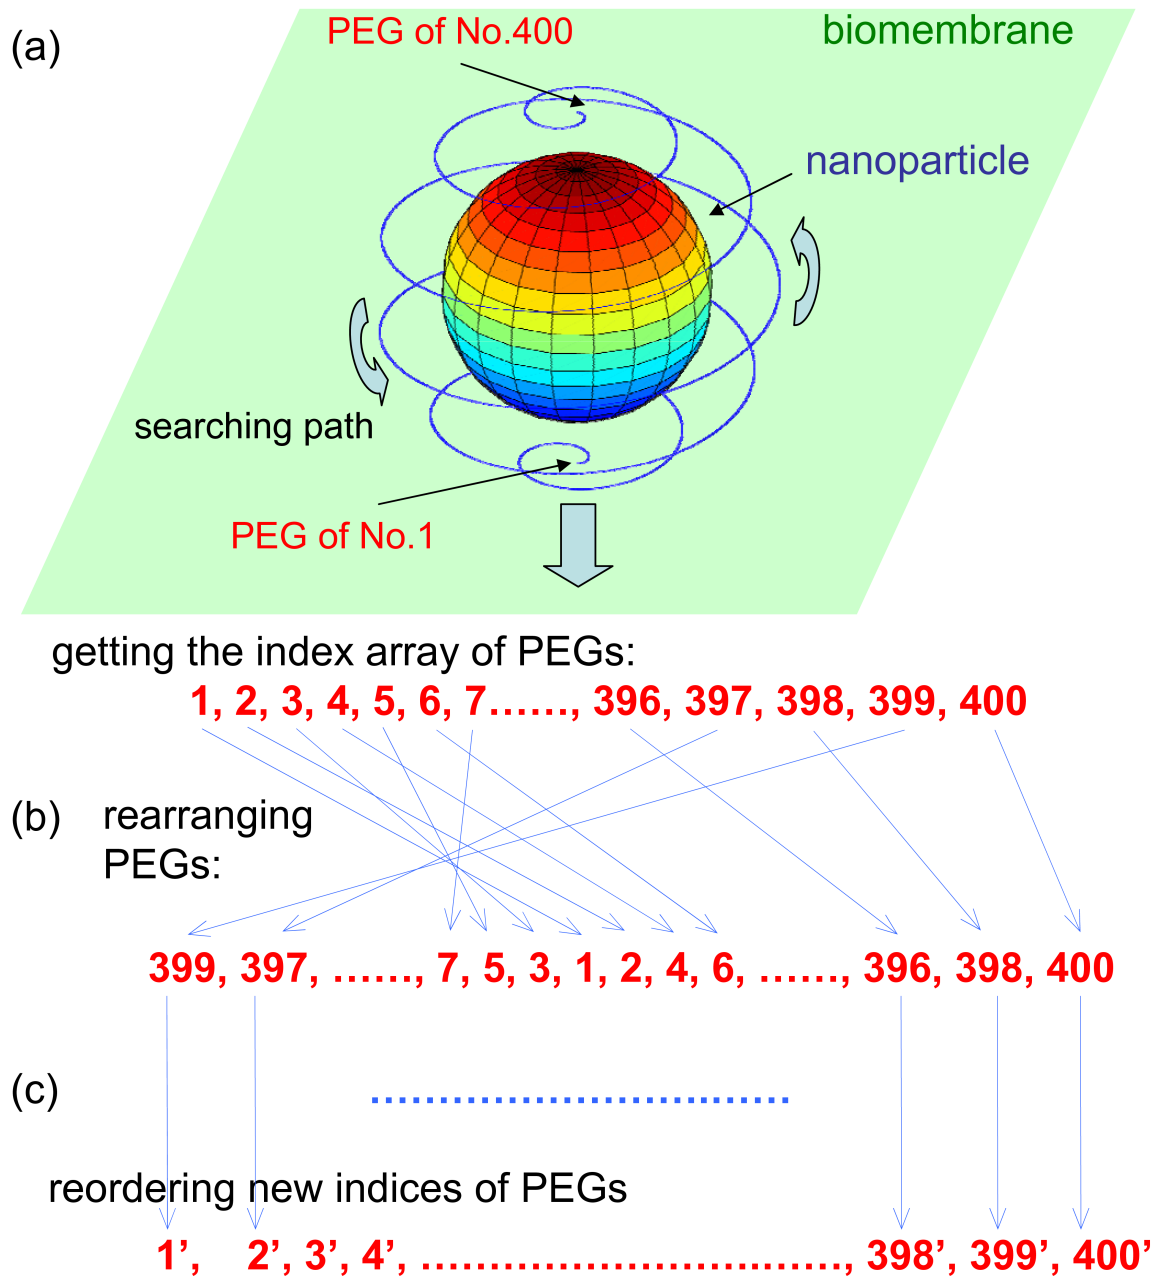 (a)
PEG of No.400
biomembrane
nanoparticle
searching path
PEG of No.1
getting the index array of PEGs:
1, 2, 3, 4, 5, 6, 7......, 396, 397, 398, 399, 400
(b)
rearranging
PEGs:
399, 397, ......, 7, 5, 3, 1, 2, 4, 6, ......, 396, 398, 400
(c)
..............................
reordering new indices of PEGs
1’, 2’, 3’, 4’, ..............................., 398’, 399’, 400’